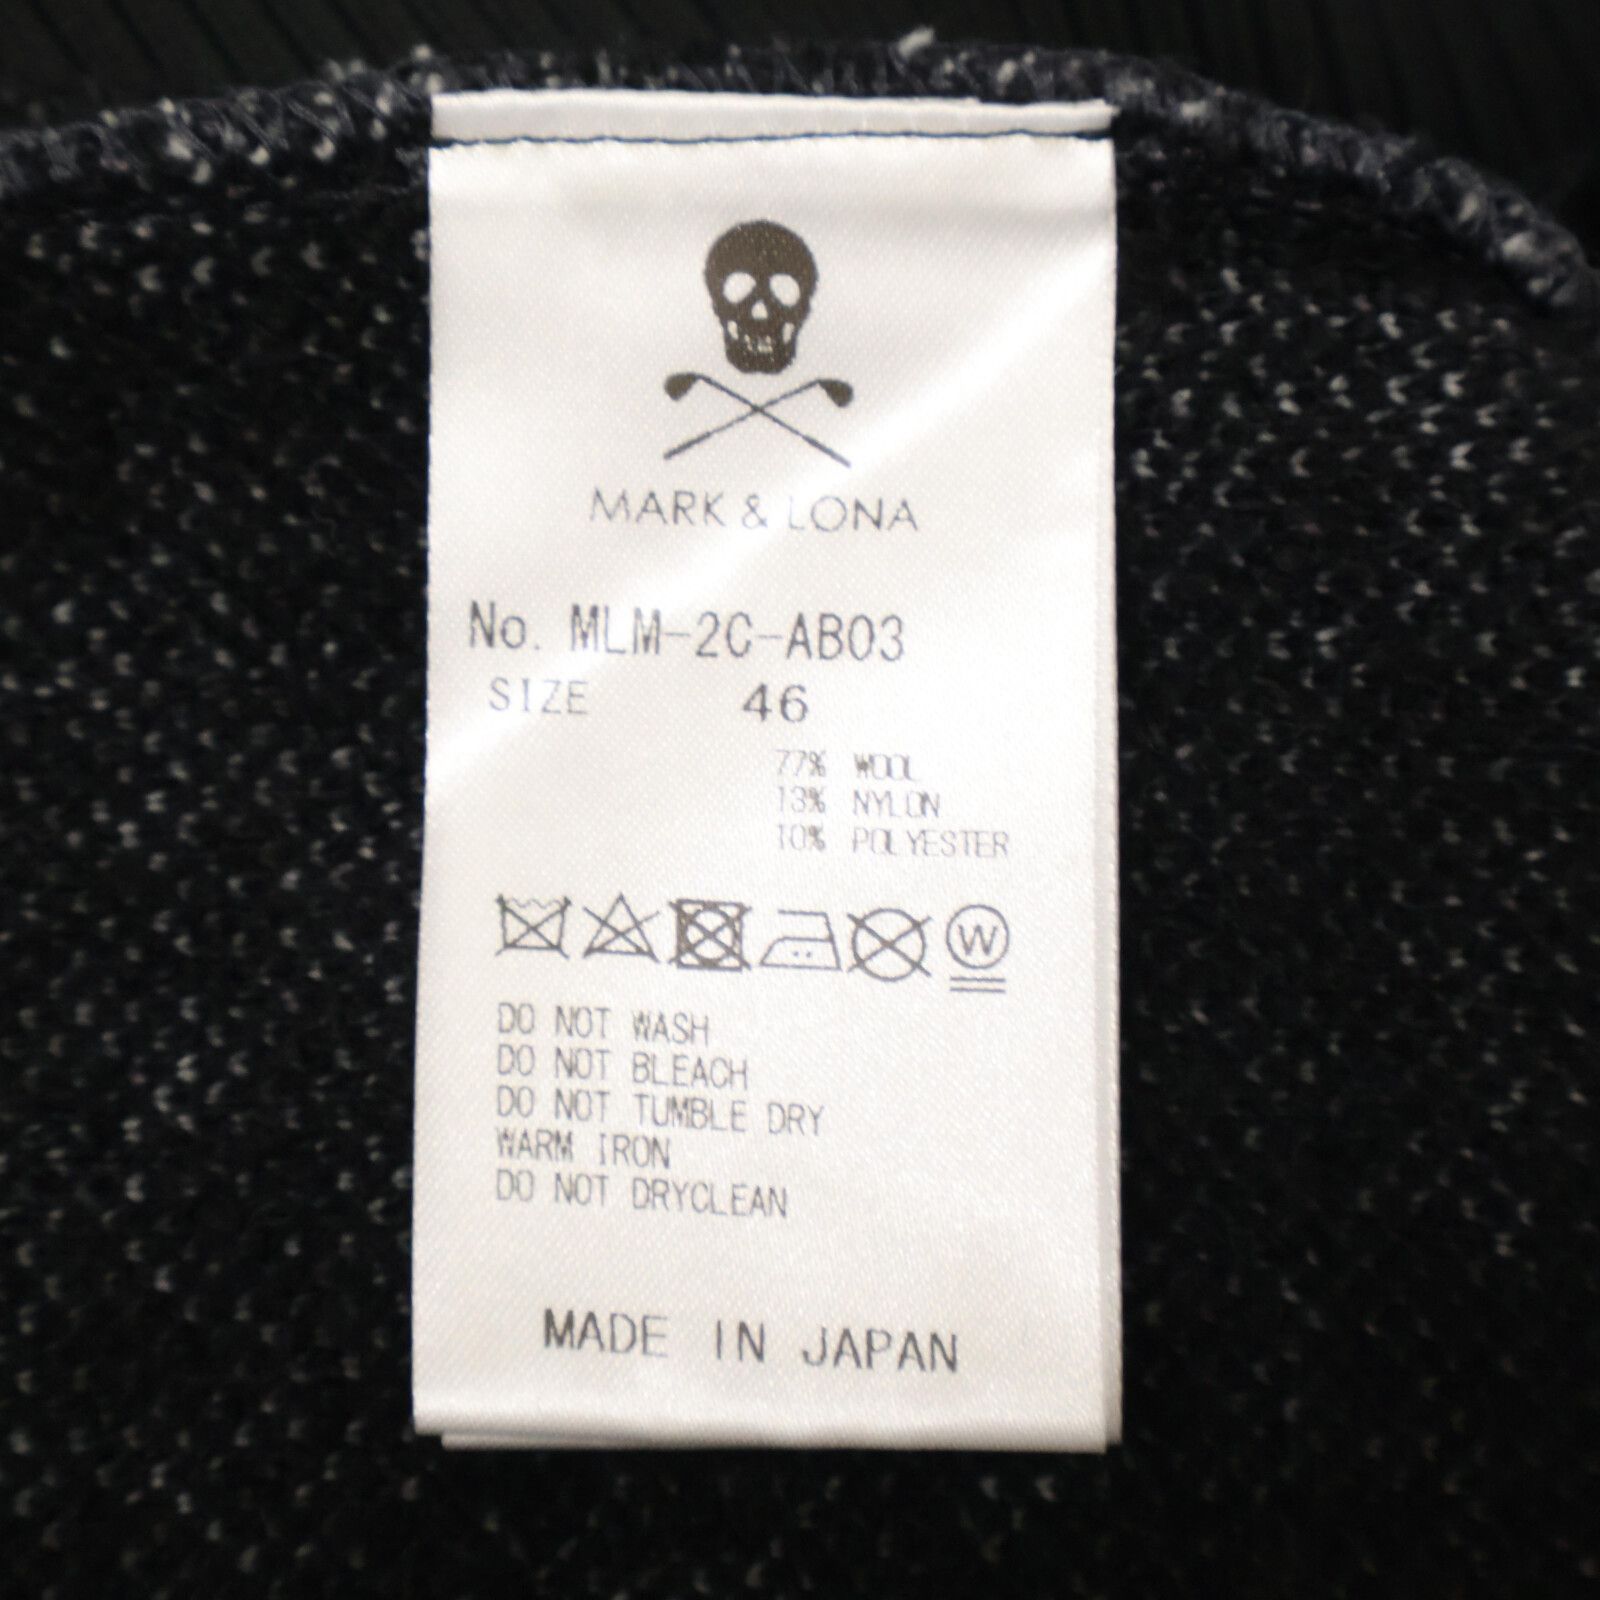 MARK & LONA
No. MLM-2C-AB03
SIZE 46
77% WOOL
13% NYLON
10% POLYESTER
W
DO NOT WASH
DO NOT BLEACH
DO NOT TUMBLE DRY
WARM IRON
DO NOT DRYCLEAN
MADE IN JAPAN